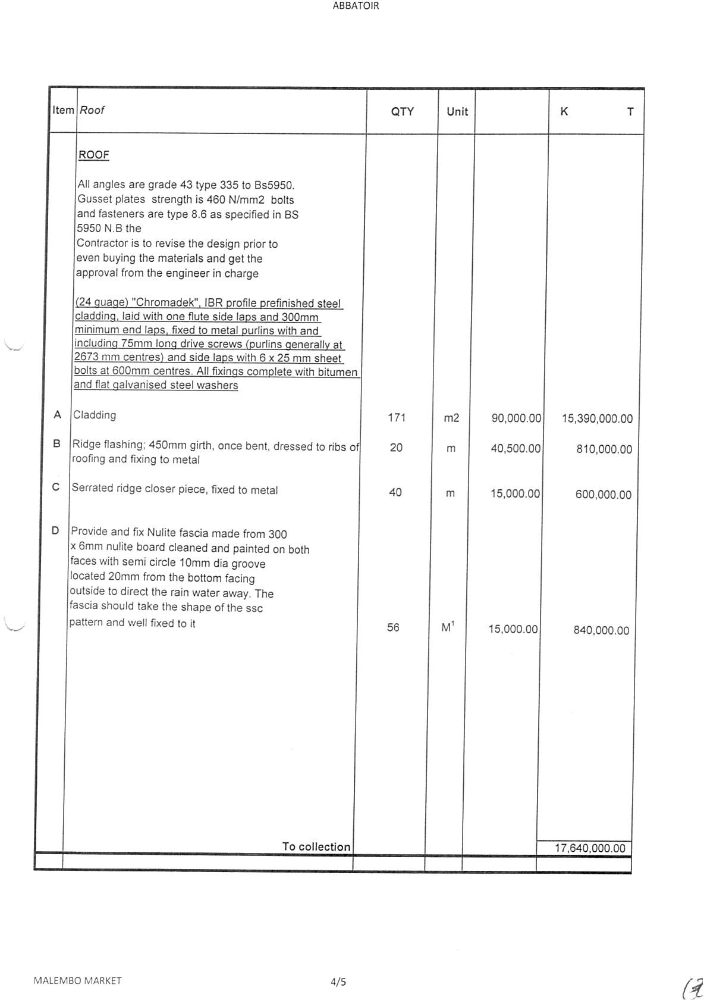 ABBATOIR
Item Roof QTY Unit K T
ROOF
All angles are grade 43 type 335 to Bs5950.
Gusset plates strength is 460 N/mm2 bolts
and fasteners are type 8.6 as specified in BS
5950 N.B the
Contractor is to revise the design prior to
even buying the materials and get the
approval from the engineer in charge
(24 guage) "Chromadek", IBR profile prefinished steel
cladding, laid with one flute side laps and 300mm
minimum end laps, fixed to metal purlins with and
including 75mm long drive screws (purlins generally at
2673 mm centres) and side laps with 6 x 25 mm sheet
bolts at 600mm centres. All fixings complete with bitumen
and flat galvanised steel washers
A Cladding 171 m2 90,000.00 15,390,000.00
B Ridge flashing; 450mm girth, once bent, dressed to ribs of 20 m 40,500.00 810,000.00
roofing and fixing to metal
C Serrated ridge closer piece, fixed to metal 40 m 15,000.00 600,000.00
D Provide and fix Nulite fascia made from 300
x 6mm nulite board cleaned and painted on both
faces with semi circle 10mm dia groove
located 20mm from the bottom facing
outside to direct the rain water away. The
fascia should take the shape of the ssc
pattern and well fixed to it 56 M¹ 15,000.00 840,000.00
To collection 17,640,000.00
MALEMBO MARKET 4/5